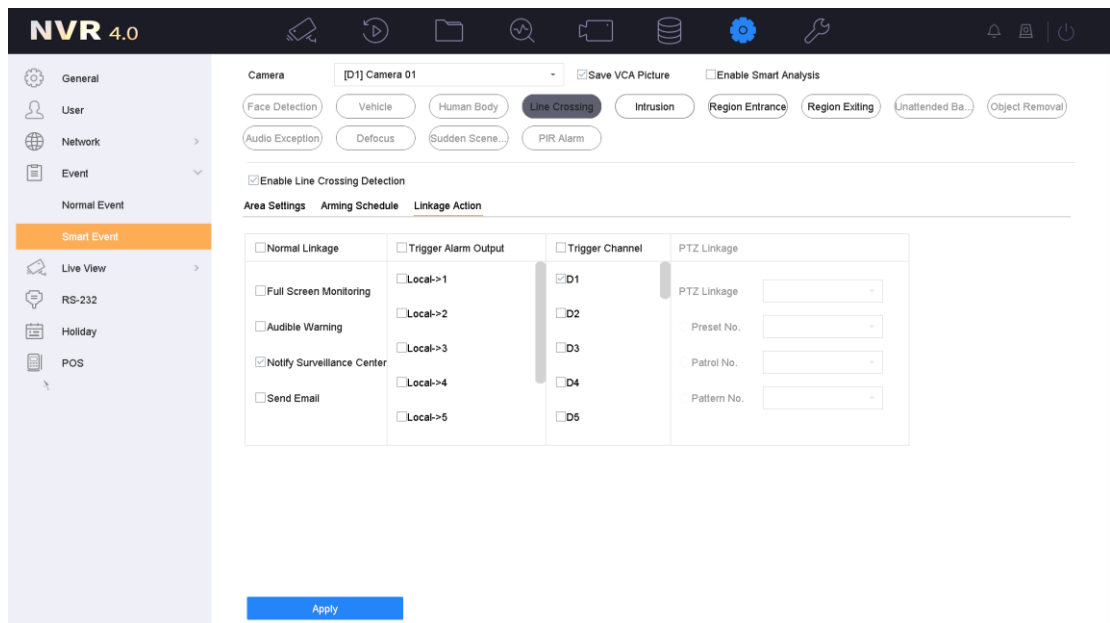 NVR 4.0
General
User
Network
Event
Normal Event
Smart Event
Live View
RS-232
Holiday
POS
Camera [D1] Camera 01 Save VCA Picture Enable Smart Analysis
Face Detection Vehicle Human Body Line Crossing Intrusion Region Entrance Region Exiting Unattended Ba... Object Removal
Audio Exception Defocus Sudden Scene... PIR Alarm
Enable Line Crossing Detection
Area Settings Arming Schedule Linkage Action
Normal Linkage Trigger Alarm Output Trigger Channel PTZ Linkage
Full Screen Monitoring
Audible Warning
Notify Surveillance Center
Send Email
Local->1
Local->2
Local->3
Local->4
Local->5
D1
D2
D3
D4
D5
PTZ Linkage
Preset No.
Patrol No.
Pattern No.
Apply